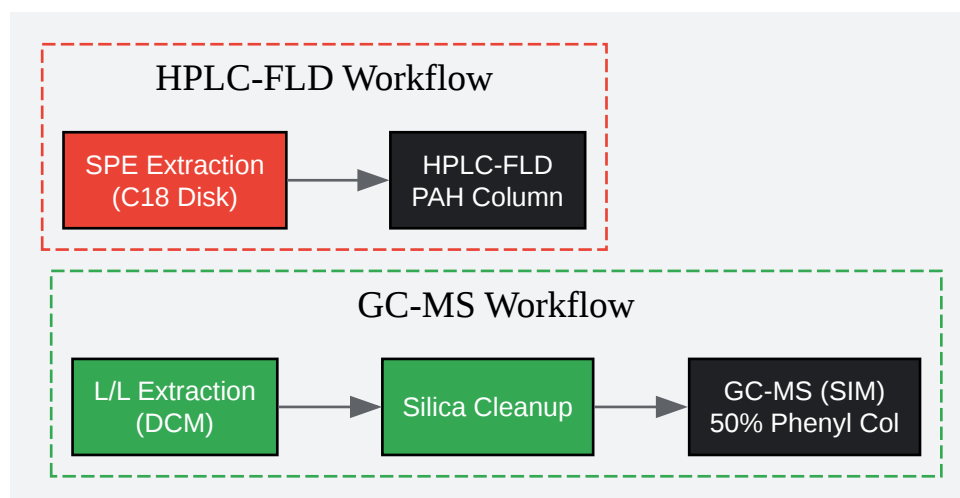 HPLC-FLD Workflow
SPE Extraction
(C18 Disk)
HPLC-FLD
PAH Column
GC-MS Workflow
L/L Extraction
(DCM)
Silica Cleanup
GC-MS (SIM)
50% Phenyl Col